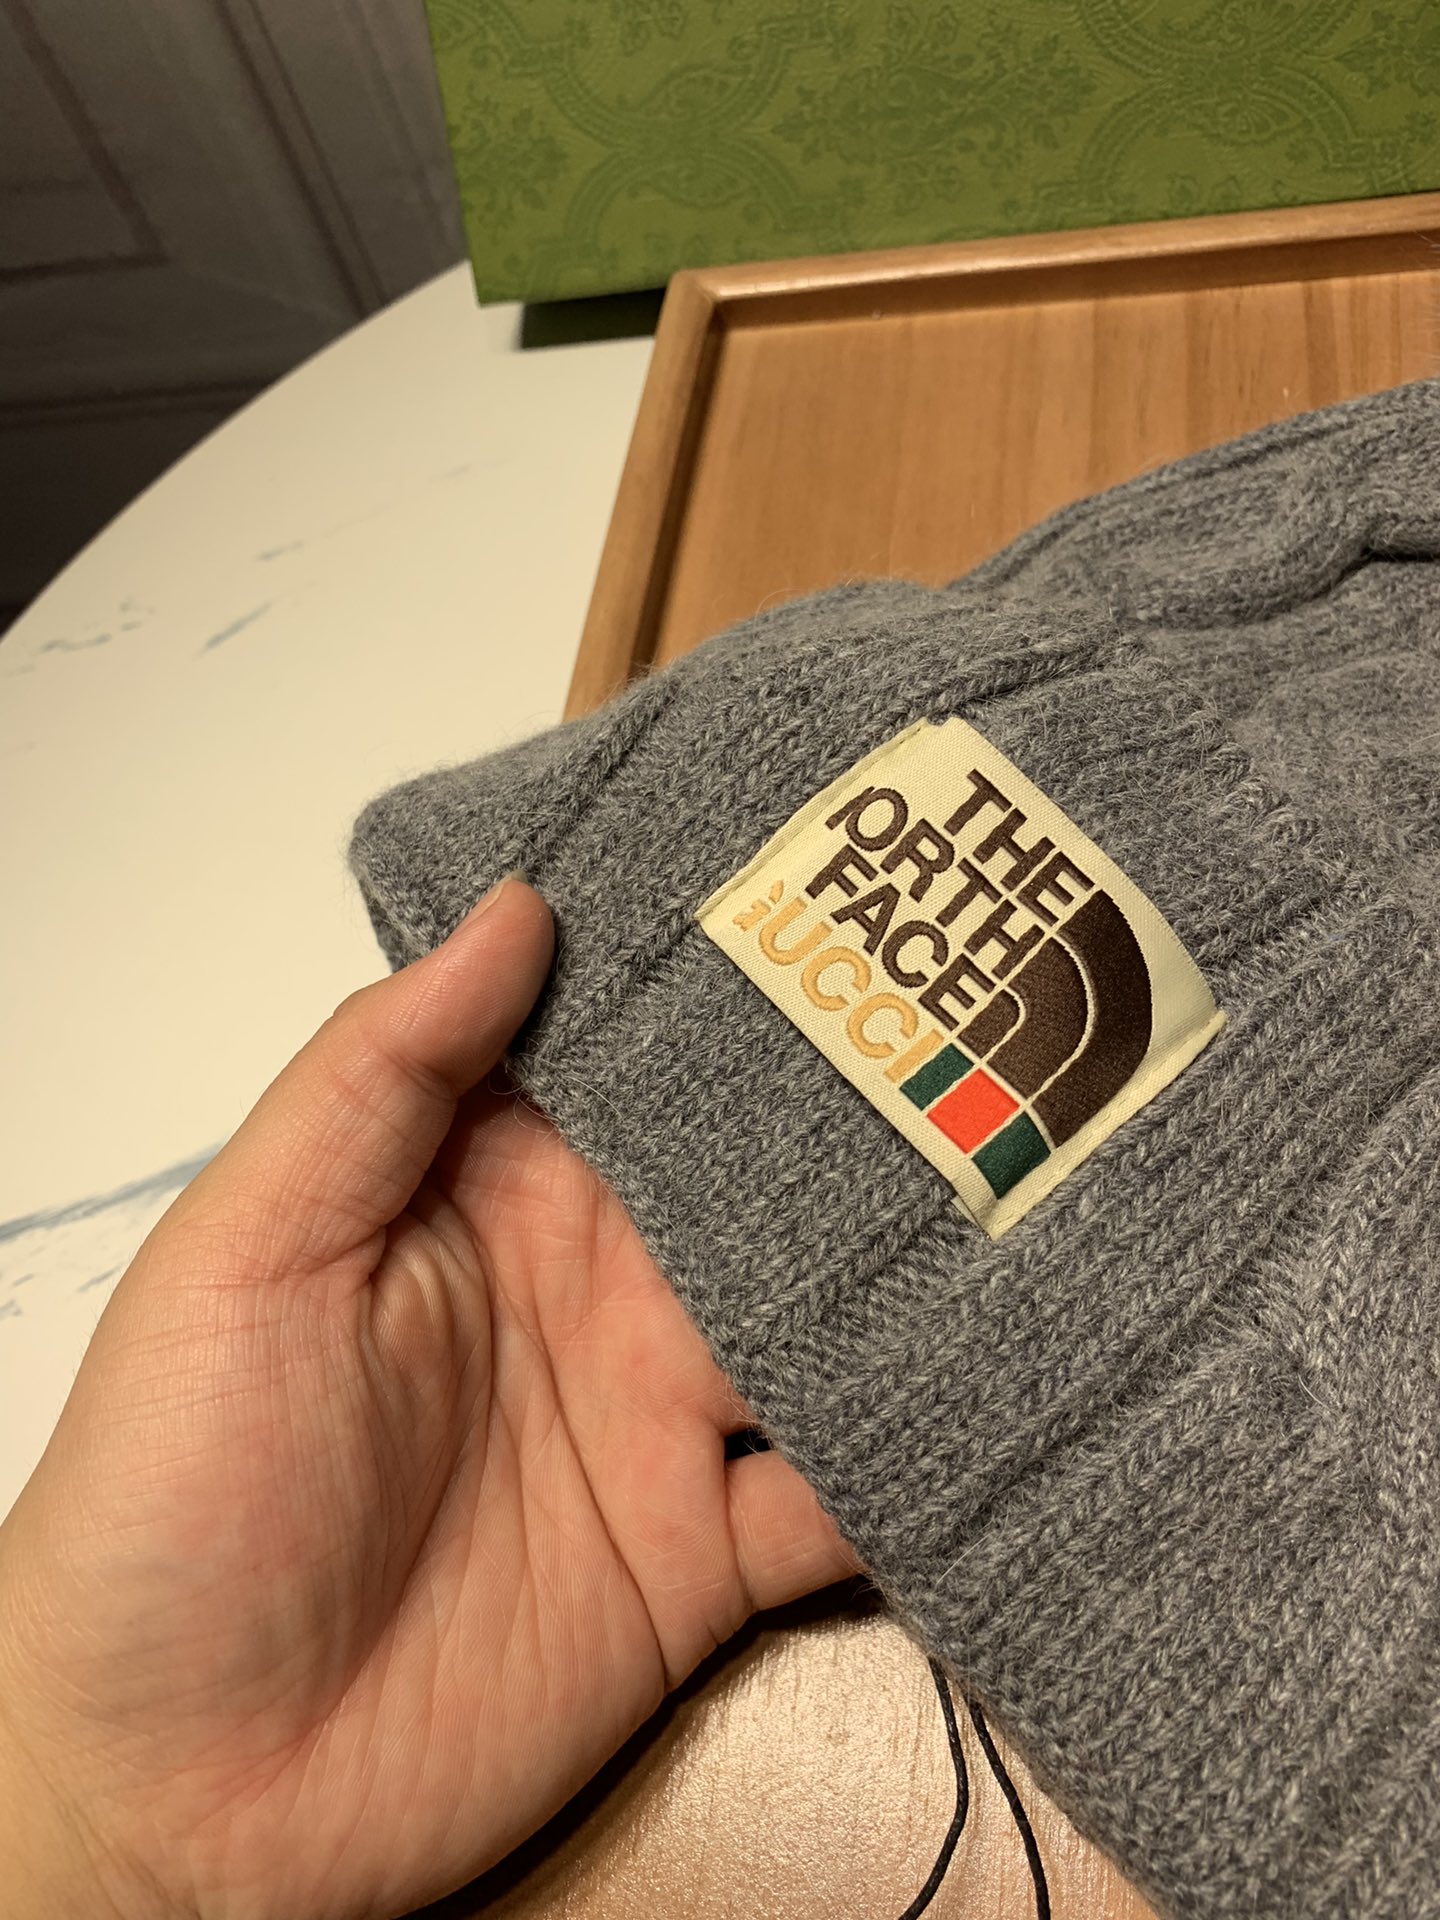 THE
ORTH
FACE
UCCI